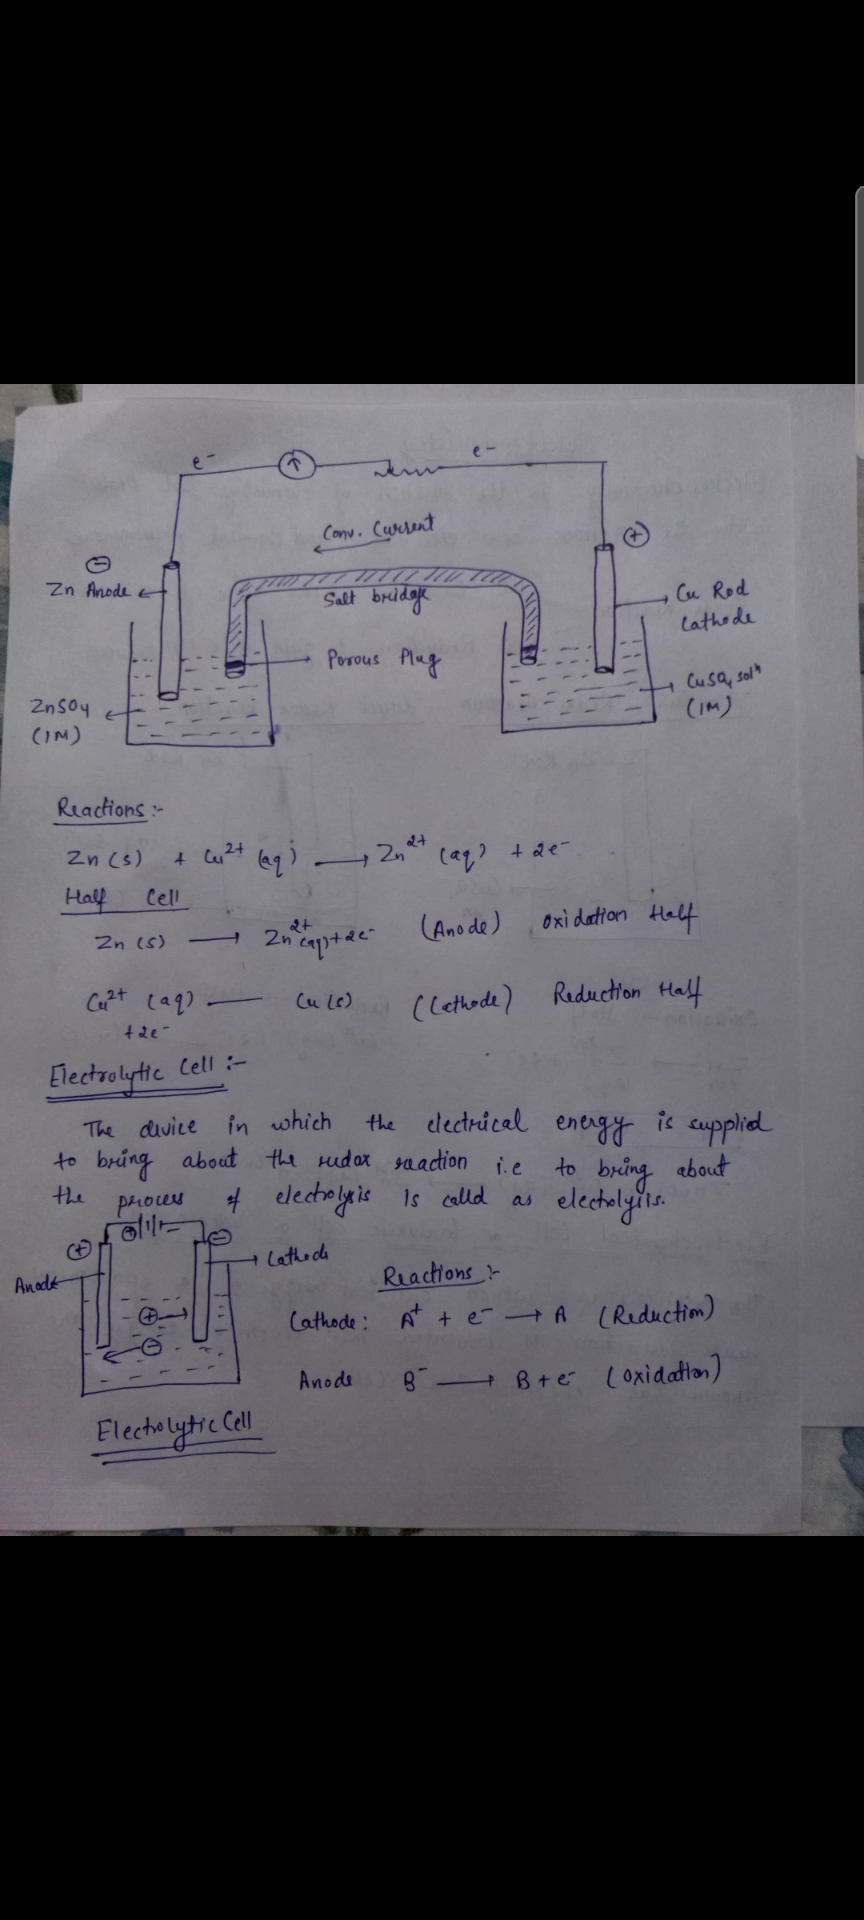 e⁻ e⁻
Conv. Current
⊖ ⊕
Zn Anode
Cu Rod
Cathode
Salt bridge
Porous Plug
ZnSO4
(1M)
CuSO4 solⁿ
(1M)
Reactions :-
Zn (s) + Cu²⁺ (aq) → Zn²⁺ (aq) + 2e⁻
Half Cell
Zn (s) → Zn²⁺(aq) + 2e⁻ (Anode) Oxidation Half
Cu²⁺ (aq) — Cu (s) (Cathode) Reduction Half
+2e⁻
Electrolytic Cell :-
The device in which the electrical energy is supplied
to bring about the redox reaction i.e to bring about
the process of electrolysis is called as electrolysis.
⊕ ⊖
Cathode
Anode
Reactions :-
⊕
⊖
Cathode: A⁺ + e⁻ → A (Reduction)
Anode B⁻ → B + e⁻ (Oxidation)
Electrolytic Cell